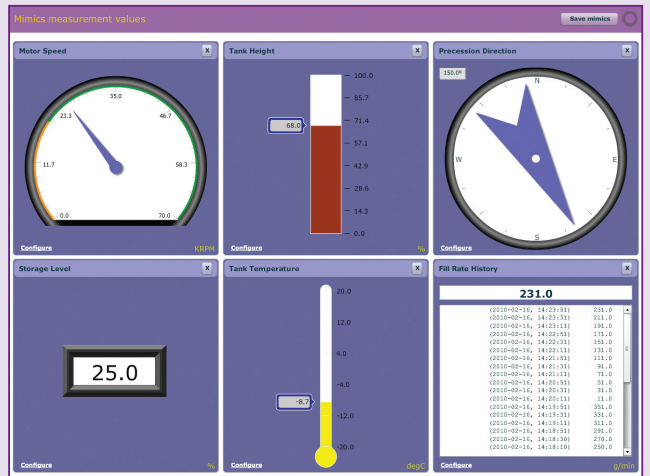 Mimics measurement values
Save mimics
Motor Speed
X
35.0
23.3
46.7
11.7
58.3
0.0
70.0
Configure
KRPM
Tank Height
X
100.0
85.7
71.4
68.0
57.1
42.9
28.6
14.3
0.0
Configure
%
Precession Direction
X
150.0º
N
W
E
S
Configure
Storage Level
X
25.0
Configure
%
Tank Temperature
X
20.0
12.0
4.0
-4.0
-8.7
-12.0
-20.0
Configure
degC
Fill Rate History
X
231.0
(2010-02-16, 14:23:51) 231.0
(2010-02-16, 14:23:31) 211.0
(2010-02-16, 14:23:11) 191.0
(2010-02-16, 14:22:51) 171.0
(2010-02-16, 14:22:31) 151.0
(2010-02-16, 14:22:11) 131.0
(2010-02-16, 14:21:51) 111.0
(2010-02-16, 14:21:31) 91.0
(2010-02-16, 14:21:11) 71.0
(2010-02-16, 14:20:51) 51.0
(2010-02-16, 14:20:31) 31.0
(2010-02-16, 14:20:11) 11.0
(2010-02-16, 14:19:51) 351.0
(2010-02-16, 14:19:31) 331.0
(2010-02-16, 14:19:11) 311.0
(2010-02-16, 14:18:51) 291.0
(2010-02-16, 14:18:30) 270.0
(2010-02-16, 14:18:10) 250.0
Configure
g/min